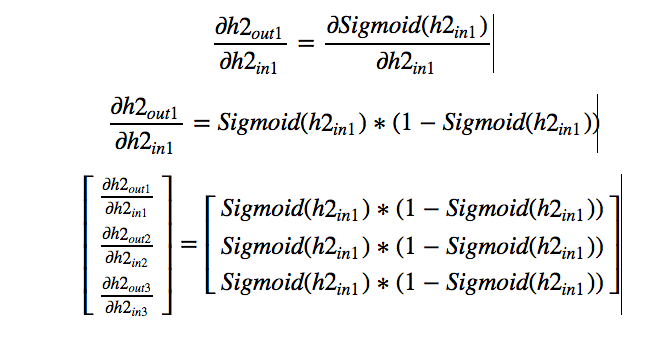 ∂h2_out1/∂h2_in1 = ∂Sigmoid(h2_in1)/∂h2_in1
∂h2_out1/∂h2_in1 = Sigmoid(h2_in1) * (1 − Sigmoid(h2_in1))
[∂h2_out1/∂h2_in1] = [Sigmoid(h2_in1) * (1 − Sigmoid(h2_in1))]
[∂h2_out2/∂h2_in2] = [Sigmoid(h2_in1) * (1 − Sigmoid(h2_in1))]
[∂h2_out3/∂h2_in3] = [Sigmoid(h2_in1) * (1 − Sigmoid(h2_in1))]